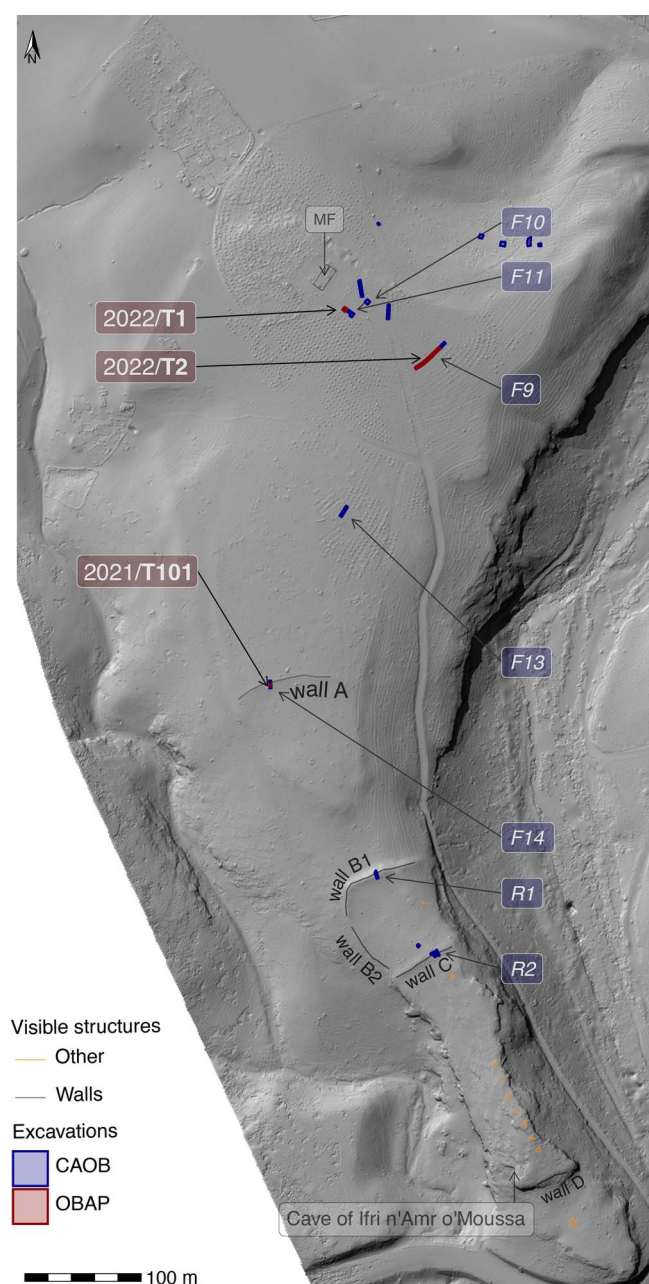 N
MF
F10
F11
2022/T1
2022/T2
F9
2021/T101
F13
wall A
F14
wall B1
R1
wall B2
wall C
R2
Visible structures
Other
Walls
Excavations
CAOB
OBAP
wall D
Cave of Ifri n'Amr o'Moussa
100 m